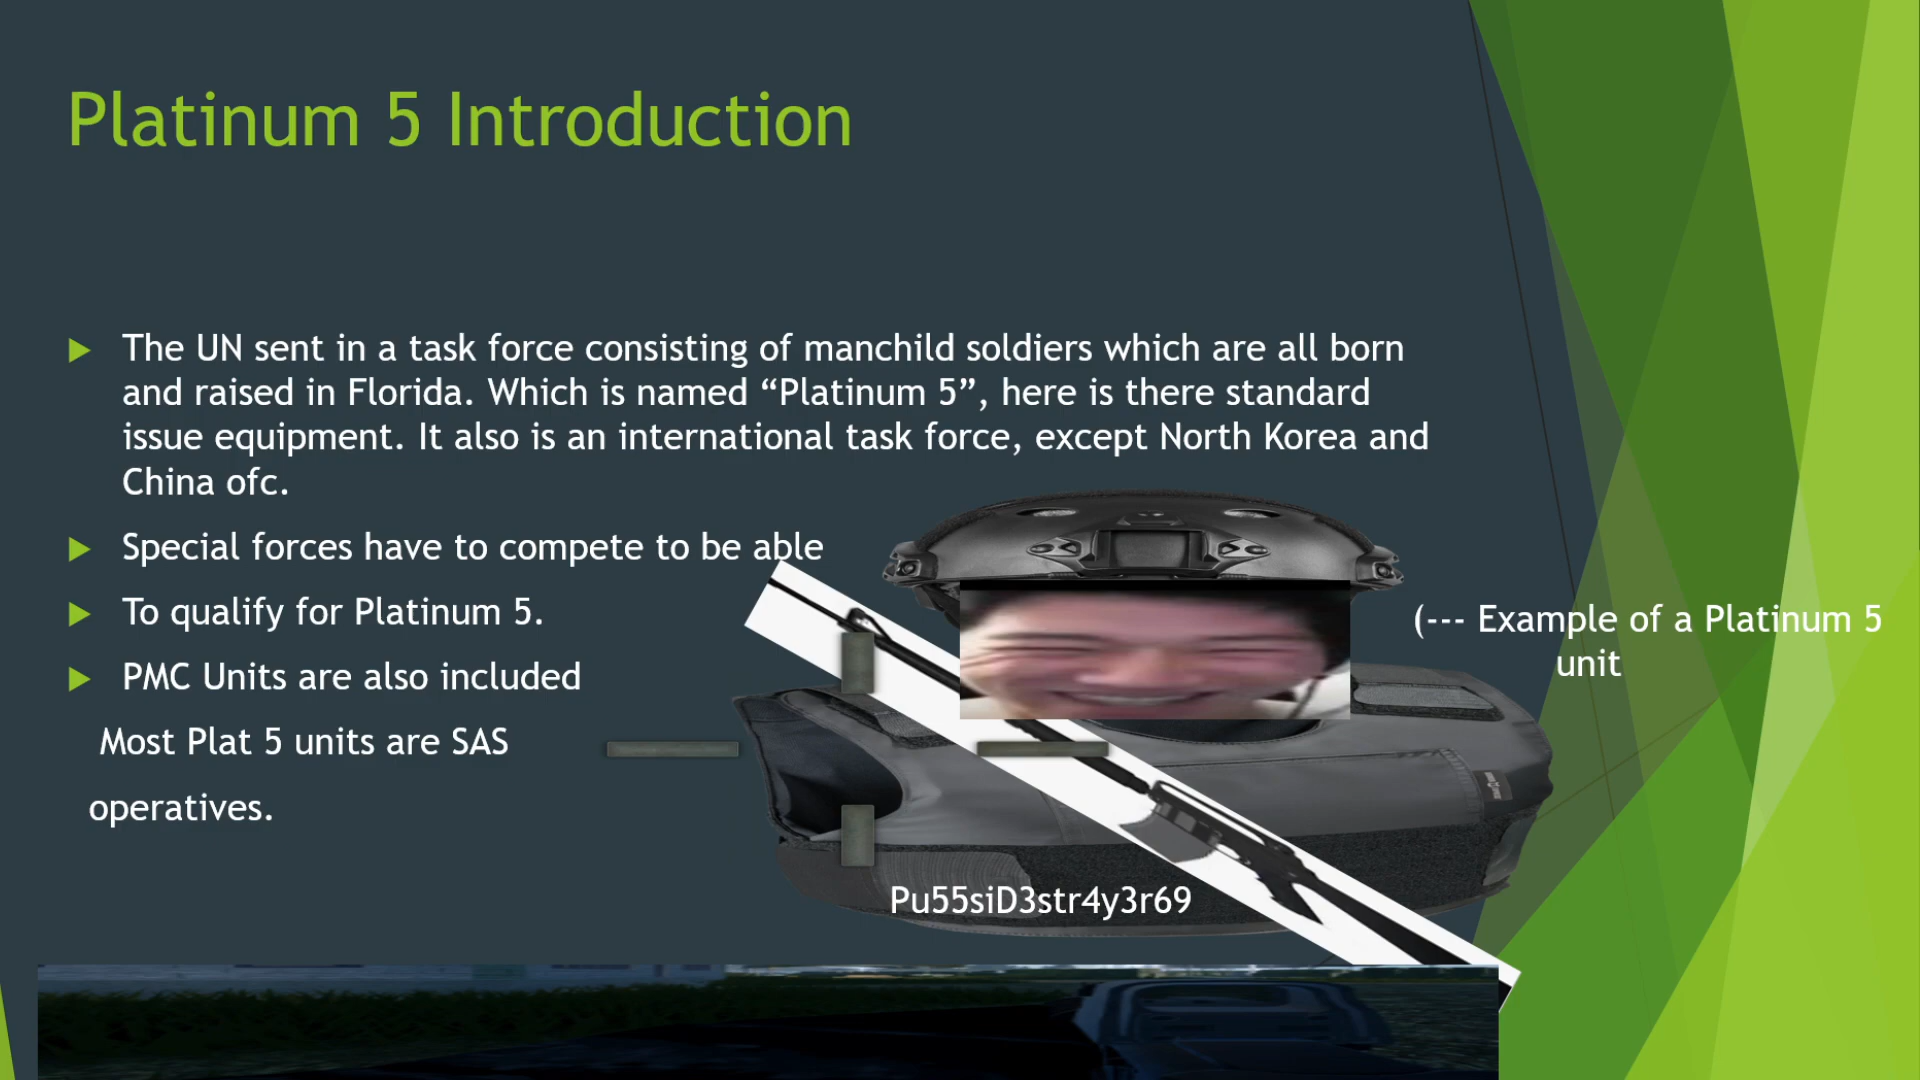 Platinum 5 Introduction
The UN sent in a task force consisting of manchild soldiers which are all born
and raised in Florida. Which is named “Platinum 5”, here is there standard
issue equipment. It also is an international task force, except North Korea and
China ofc.
Special forces have to compete to be able
To qualify for Platinum 5.
PMC Units are also included
Most Plat 5 units are SAS
operatives.
(--- Example of a Platinum 5
unit
Pu55siD3str4y3r69